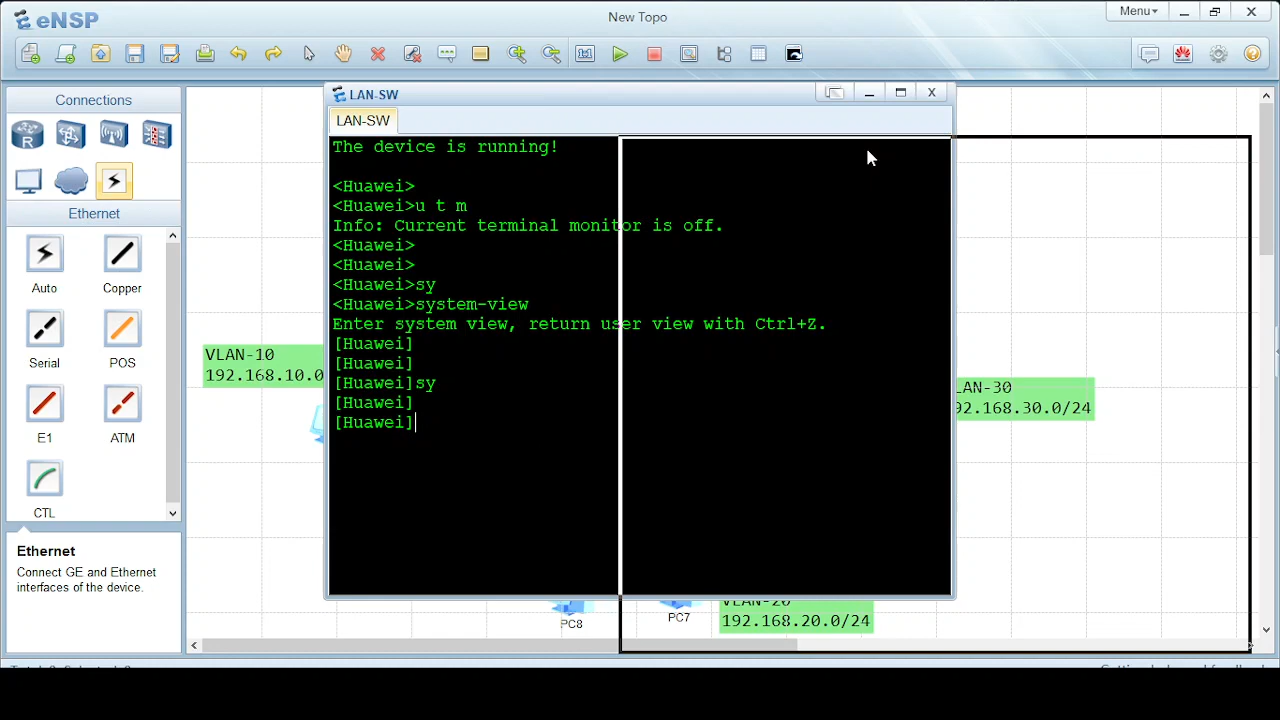 eNSP
New Topo
Menu
Connections
Ethernet
Auto
Copper
Serial
POS
E1
ATM
CTL
Ethernet
Connect GE and Ethernet
interfaces of the device.
LAN-SW
LAN-SW
The device is running!
<Huawei>
<Huawei>u t m
Info: Current terminal monitor is off.
<Huawei>
<Huawei>
<Huawei>sy
<Huawei>system-view
Enter system view, return user view with Ctrl+Z.
[Huawei]
[Huawei]
[Huawei]sy
[Huawei]
[Huawei]
VLAN-10
192.168.10.0
LAN-30
92.168.30.0/24
PC8
PC7
VLAN-20
192.168.20.0/24